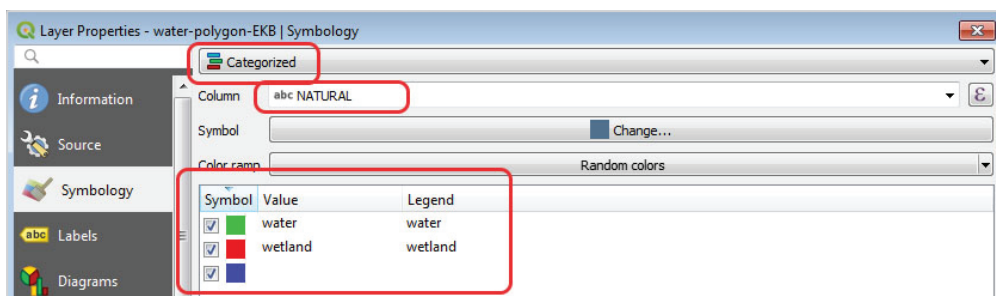 Layer Properties - water-polygon-EKB | Symbology
Categorized
Information
Column abc NATURAL ε
Source
Symbol Change...
Color ramp Random colors
Symbology
Symbol Value Legend
water water
abc Labels
wetland wetland
Diagrams